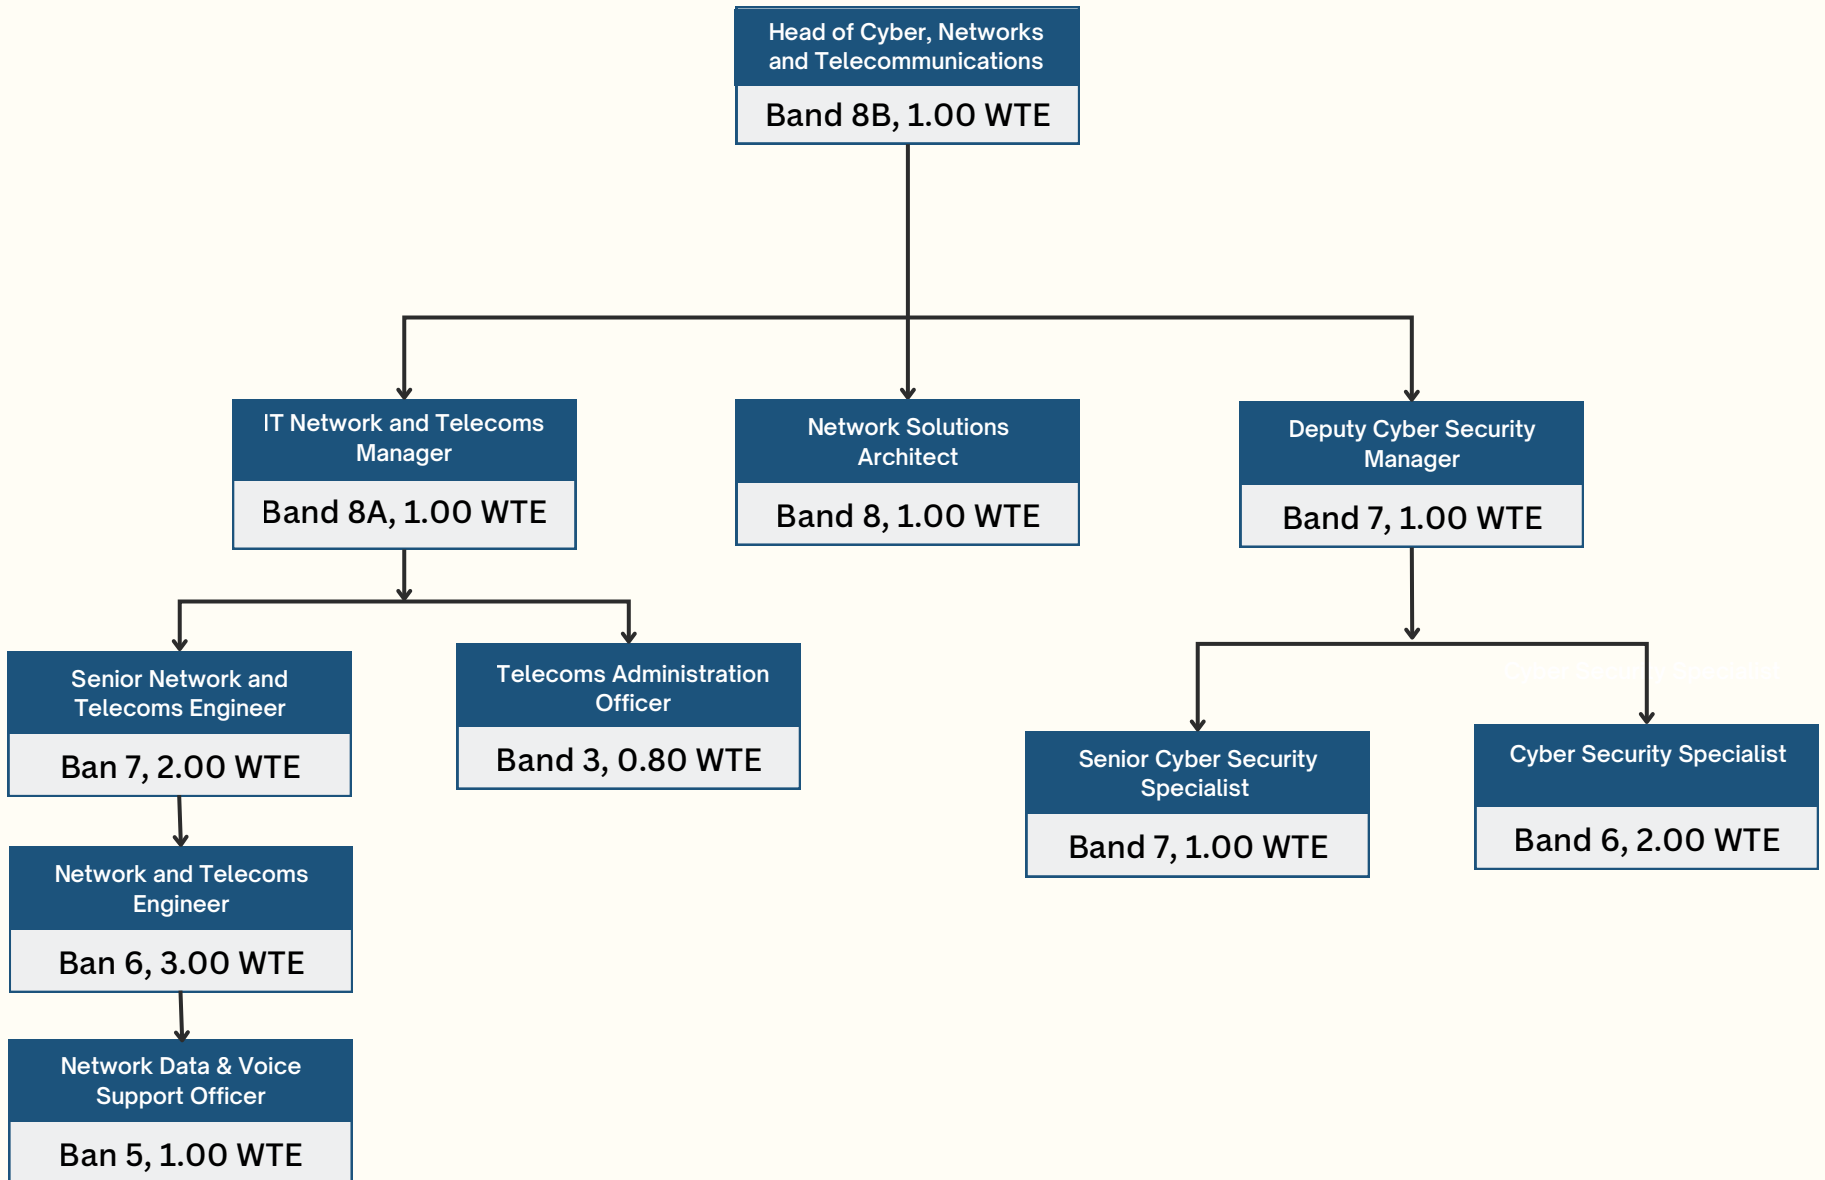 Head of Cyber, Networks
and Telecommunications
Band 8B, 1.00 WTE
IT Network and Telecoms
Manager
Band 8A, 1.00 WTE
Network Solutions
Architect
Band 8, 1.00 WTE
Deputy Cyber Security
Manager
Band 7, 1.00 WTE
Senior Network and
Telecoms Engineer
Ban 7, 2.00 WTE
Telecoms Administration
Officer
Band 3, 0.80 WTE
Senior Cyber Security
Specialist
Band 7, 1.00 WTE
Cyber Security Specialist
Band 6, 2.00 WTE
Network and Telecoms
Engineer
Ban 6, 3.00 WTE
Network Data & Voice
Support Officer
Ban 5, 1.00 WTE